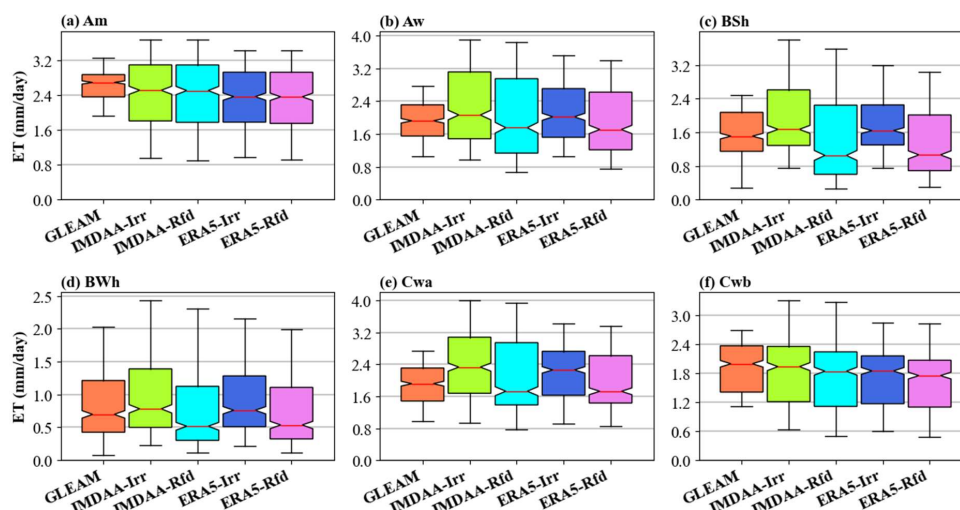 (a) Am
(b) Aw
(c) BSh
ET (mm/day)
3.2
2.4
1.6
0.8
0.0
4.0
3.2
2.4
1.6
0.8
0.0
3.2
2.4
1.6
0.8
0.0
GLEAM
IMDAA-Irr
IMDAA-Rfd
ERA5-Irr
ERA5-Rfd
GLEAM
IMDAA-Irr
IMDAA-Rfd
ERA5-Irr
ERA5-Rfd
GLEAM
IMDAA-Irr
IMDAA-Rfd
ERA5-Irr
ERA5-Rfd
(d) BWh
(e) Cwa
(f) Cwb
ET (mm/day)
2.5
2.0
1.5
1.0
0.5
0.0
4.0
3.2
2.4
1.6
0.8
0.0
3.0
2.4
1.8
1.2
0.6
0.0
GLEAM
IMDAA-Irr
IMDAA-Rfd
ERA5-Irr
ERA5-Rfd
GLEAM
IMDAA-Irr
IMDAA-Rfd
ERA5-Irr
ERA5-Rfd
GLEAM
IMDAA-Irr
IMDAA-Rfd
ERA5-Irr
ERA5-Rfd